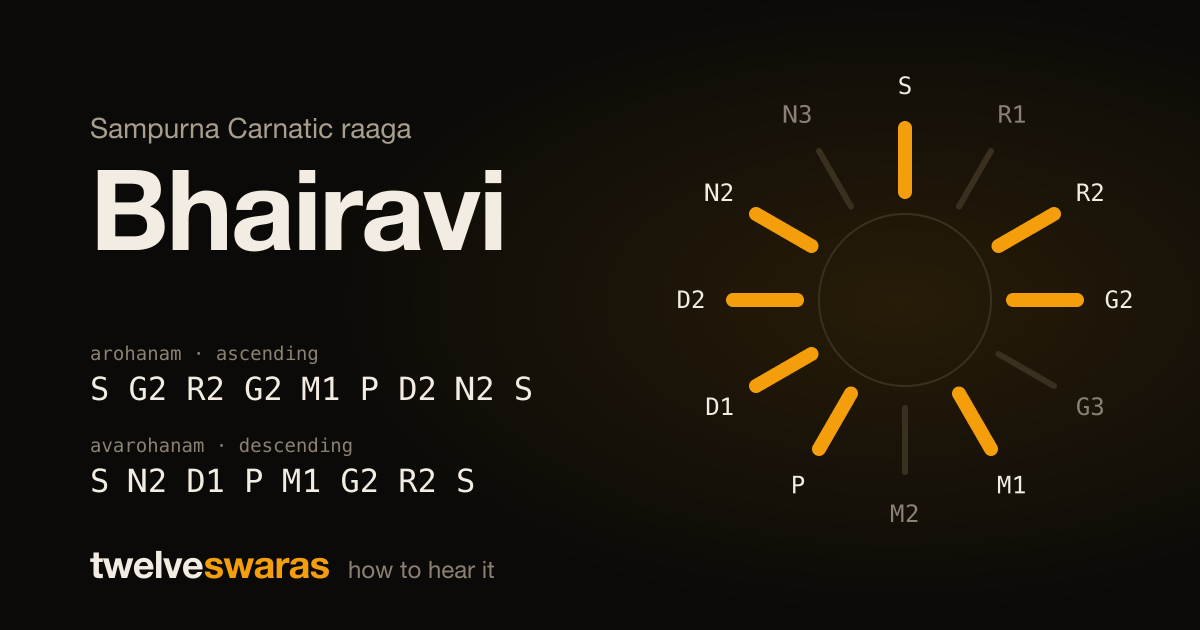 Sampurna Carnatic raaga
Bhairavi
arohanam · ascending
S G2 R2 G2 M1 P D2 N2 S
avarohanam · descending
S N2 D1 P M1 G2 R2 S
twelveswaras how to hear it
S
R1
R2
G2
G3
M1
M2
P
D1
D2
N2
N3